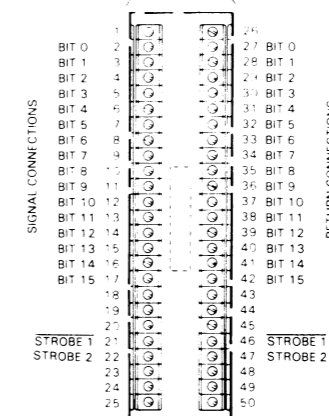 1 26
BIT 0 2 27 BIT 0
BIT 1 3 28 BIT 1
BIT 2 4 29 BIT 2
BIT 3 5 30 BIT 3
BIT 4 6 31 BIT 4
BIT 5 7 32 BIT 5
BIT 6 8 33 BIT 6
BIT 7 9 34 BIT 7
BIT 8 10 35 BIT 8
BIT 9 11 36 BIT 9
BIT 10 12 37 BIT 10
BIT 11 13 38 BIT 11
BIT 12 14 39 BIT 12
BIT 13 15 40 BIT 13
BIT 14 16 41 BIT 14
BIT 15 17 42 BIT 15
18 43
19 44
20 45
STROBE 1 21 46 STROBE 1
STROBE 2 22 47 STROBE 2
23 48
24 49
25 50
SIGNAL CONNECTIONS
RETURN CONNECTIONS